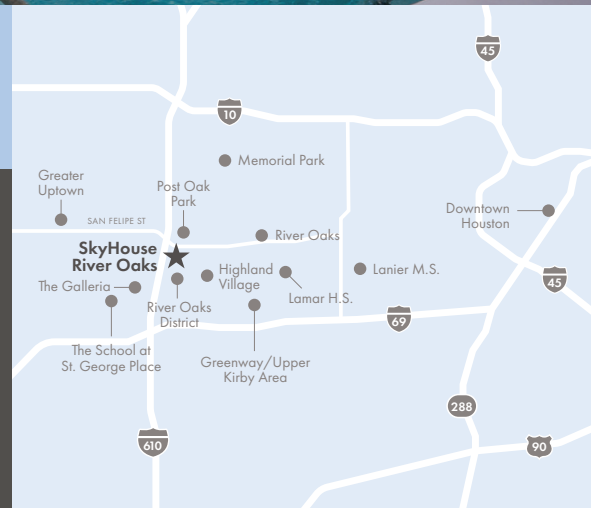 45
10
Memorial Park
Greater
Uptown
Post Oak
Park
SAN FELIPE ST
Downtown
Houston
River Oaks
SkyHouse
River Oaks
The Galleria
Highland
Village
Lamar H.S.
Lanier M.S.
45
River Oaks
District
69
The School at
St. George Place
Greenway/Upper
Kirby Area
288
610
90